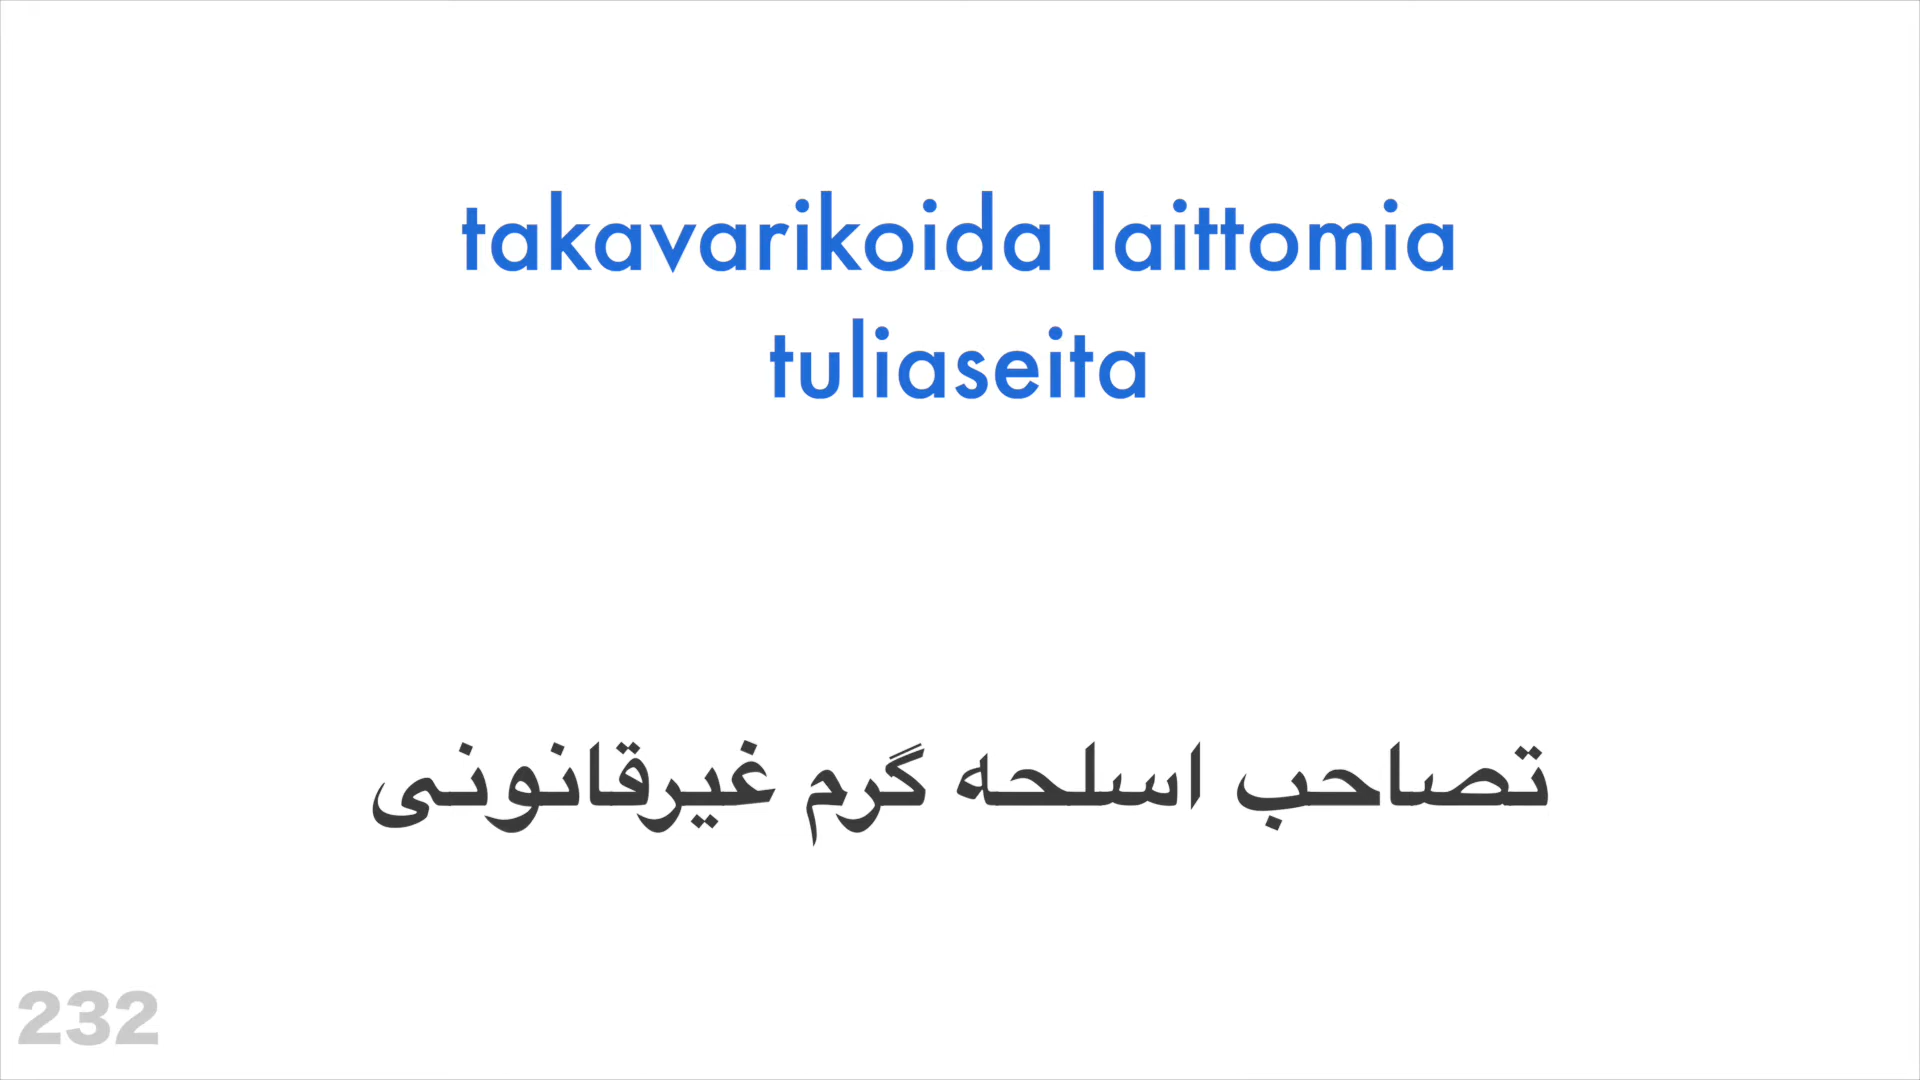 takavarikoida laittomia
tuliaseita
تصاحب اسلحه گرم غیرقانونی
232